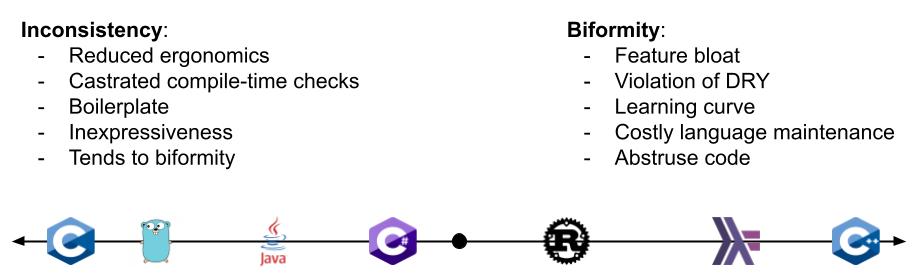 Inconsistency:
- Reduced ergonomics
- Castrated compile-time checks
- Boilerplate
- Inexpressiveness
- Tends to biformity
Biformity:
- Feature bloat
- Violation of DRY
- Learning curve
- Costly language maintenance
- Abstruse code
C
Java
C#
R
C++